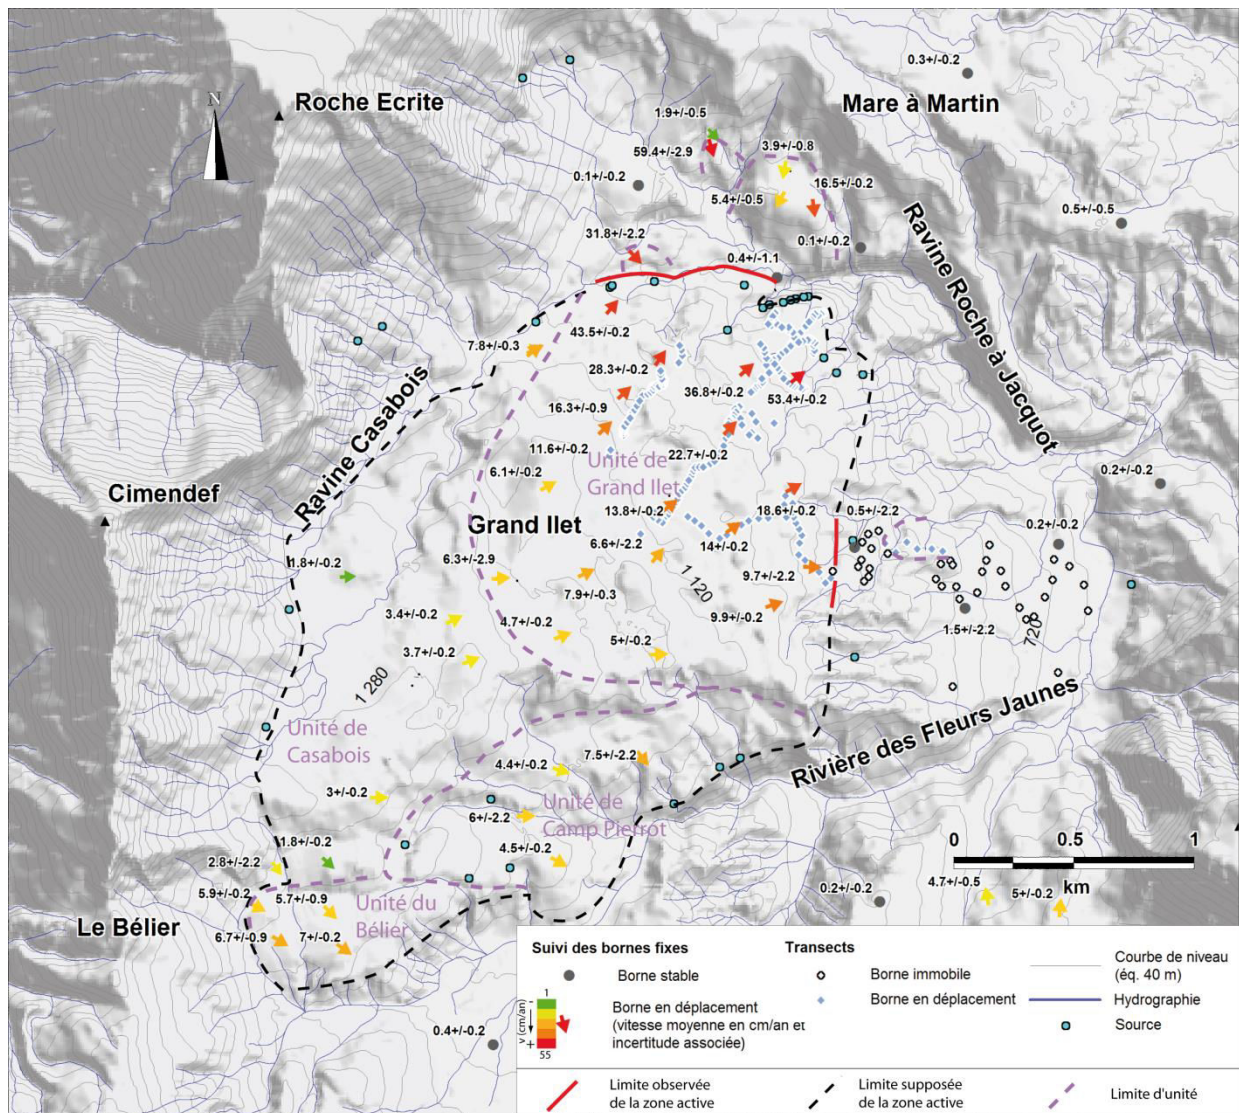 0.3+/-0.2
N
Roche Ecrite
Mare à Martin
1.9+/-0.5
59.4+/-2.9
3.9+/-0.8
0.1+/-0.2
5.4+/-0.5
16.5+/-0.2
0.5+/-0.5
31.8+/-2.2
0.1+/-0.2
0.4+/-1.1
Ravine Roche à Jacquot
43.5+/-0.2
7.8+/-0.3
28.3+/-0.2
36.8+/-0.2
53.4+/-0.2
Ravine Casabois
16.3+/-0.9
11.6+/-0.2
22.7+/-0.2
Unité de
Grand Ilet
6.1+/-0.2
0.2+/-0.2
Cimendef
13.8+/-0.2
18.6+/-0.2
0.5+/-2.2
Grand Ilet
0.2+/-0.2
6.6+/-2.2
14+/-0.2
1.8+/-0.2
6.3+/-2.9
9.7+/-2.2
1 120
7.9+/-0.3
9.9+/-0.2
3.4+/-0.2
4.7+/-0.2
5+/-0.2
1.5+/-2.2
720
3.7+/-0.2
1 280
Rivière des Fleurs Jaunes
Unité de
Casabois
7.5+/-2.2
4.4+/-0.2
3+/-0.2
Unité de
Camp Pierrot
6+/-2.2
0 0.5 1
km
1.8+/-0.2
4.5+/-0.2
2.8+/-2.2
5.9+/-0.2
5.7+/-0.9
0.2+/-0.2
4.7+/-0.5
5+/-0.2
Unité du
Bélier
Le Bélier
6.7+/-0.9
7+/-0.2
0.4+/-0.2
Suivi des bornes fixes
Borne stable
v (cm/an)
1
-
+
55
Borne en déplacement
(vitesse moyenne en cm/an et
incertitude associée)
Transects
Borne immobile
Borne en déplacement
Courbe de niveau
(éq. 40 m)
Hydrographie
Source
Limite observée
de la zone active
Limite supposée
de la zone active
Limite d'unité